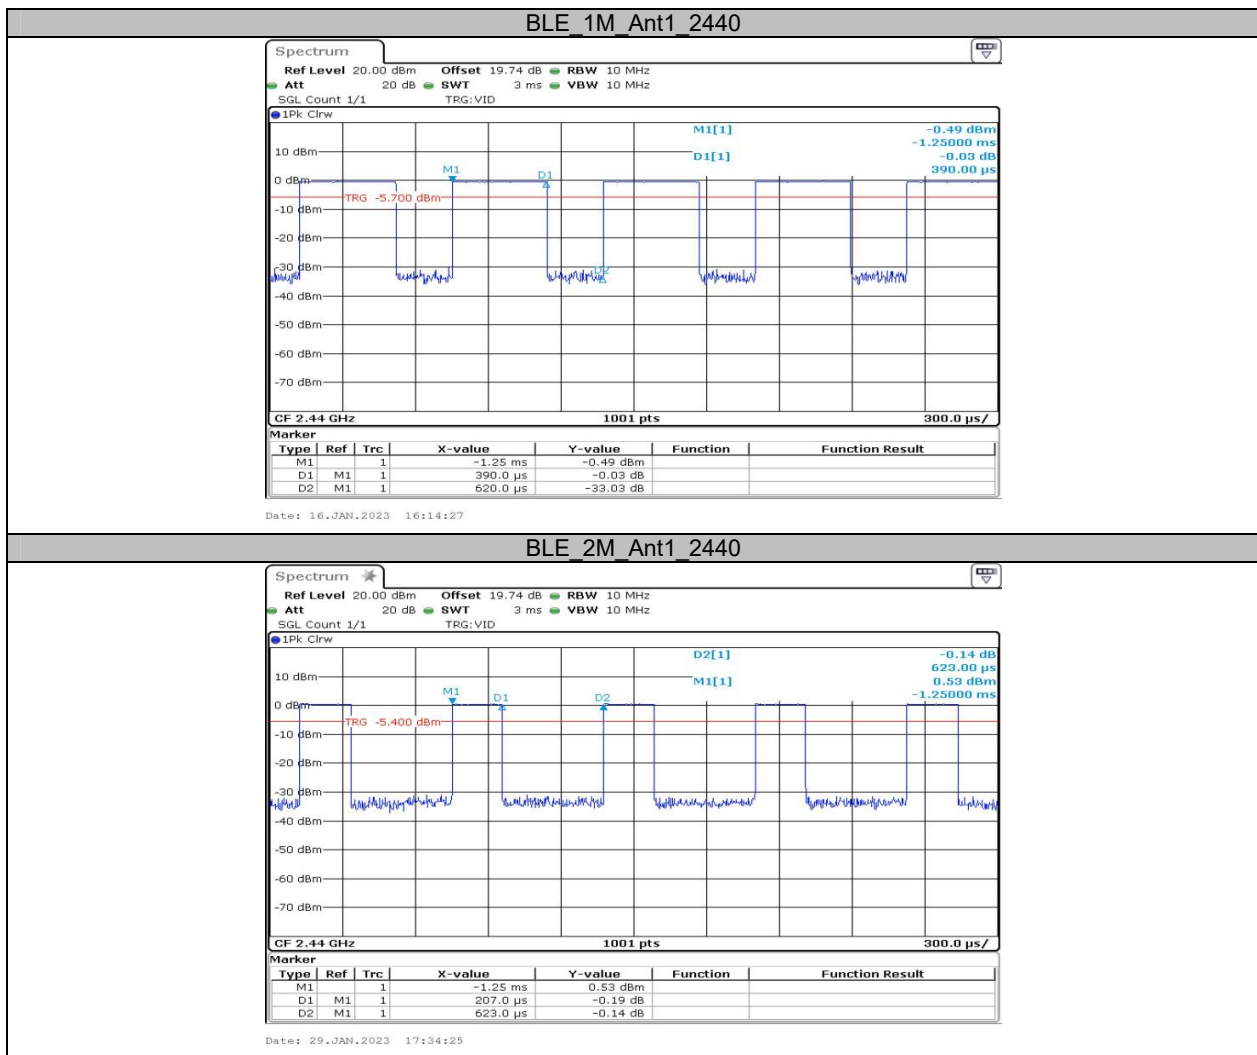 BLE_1M_Ant1_2440
Spectrum
Ref Level 20.00 dBm Offset 19.74 dB RBW 10 MHz
Att 20 dB SWT 3 ms VBW 10 MHz
SGL Count 1/1 TRG:VID
1Pk Clrw
M1[1] -0.49 dBm
-1.25000 ms
10 dBm D1[1] -0.03 dB
390.00 µs
M1 D1
0 dBm
TRG -5.700 dBm
-10 dBm
-20 dBm
-30 dBm D2
-40 dBm
-50 dBm
-60 dBm
-70 dBm
CF 2.44 GHz 1001 pts 300.0 µs/
Marker
Type Ref Trc X-value Y-value Function Function Result
M1 1 -1.25 ms -0.49 dBm
D1 M1 1 390.0 µs -0.03 dB
D2 M1 1 620.0 µs -33.03 dB
Date: 16.JAN.2023 16:14:27
BLE_2M_Ant1_2440
Spectrum
Ref Level 20.00 dBm Offset 19.74 dB RBW 10 MHz
Att 20 dB SWT 3 ms VBW 10 MHz
SGL Count 1/1 TRG:VID
1Pk Clrw
D2[1] -0.14 dB
623.00 µs
10 dBm M1[1] 0.53 dBm
-1.25000 ms
M1 D1 D2
0 dBm
TRG -5.400 dBm
-10 dBm
-20 dBm
-30 dBm
-40 dBm
-50 dBm
-60 dBm
-70 dBm
CF 2.44 GHz 1001 pts 300.0 µs/
Marker
Type Ref Trc X-value Y-value Function Function Result
M1 1 -1.25 ms 0.53 dBm
D1 M1 1 207.0 µs -0.19 dB
D2 M1 1 623.0 µs -0.14 dB
Date: 29.JAN.2023 17:34:25